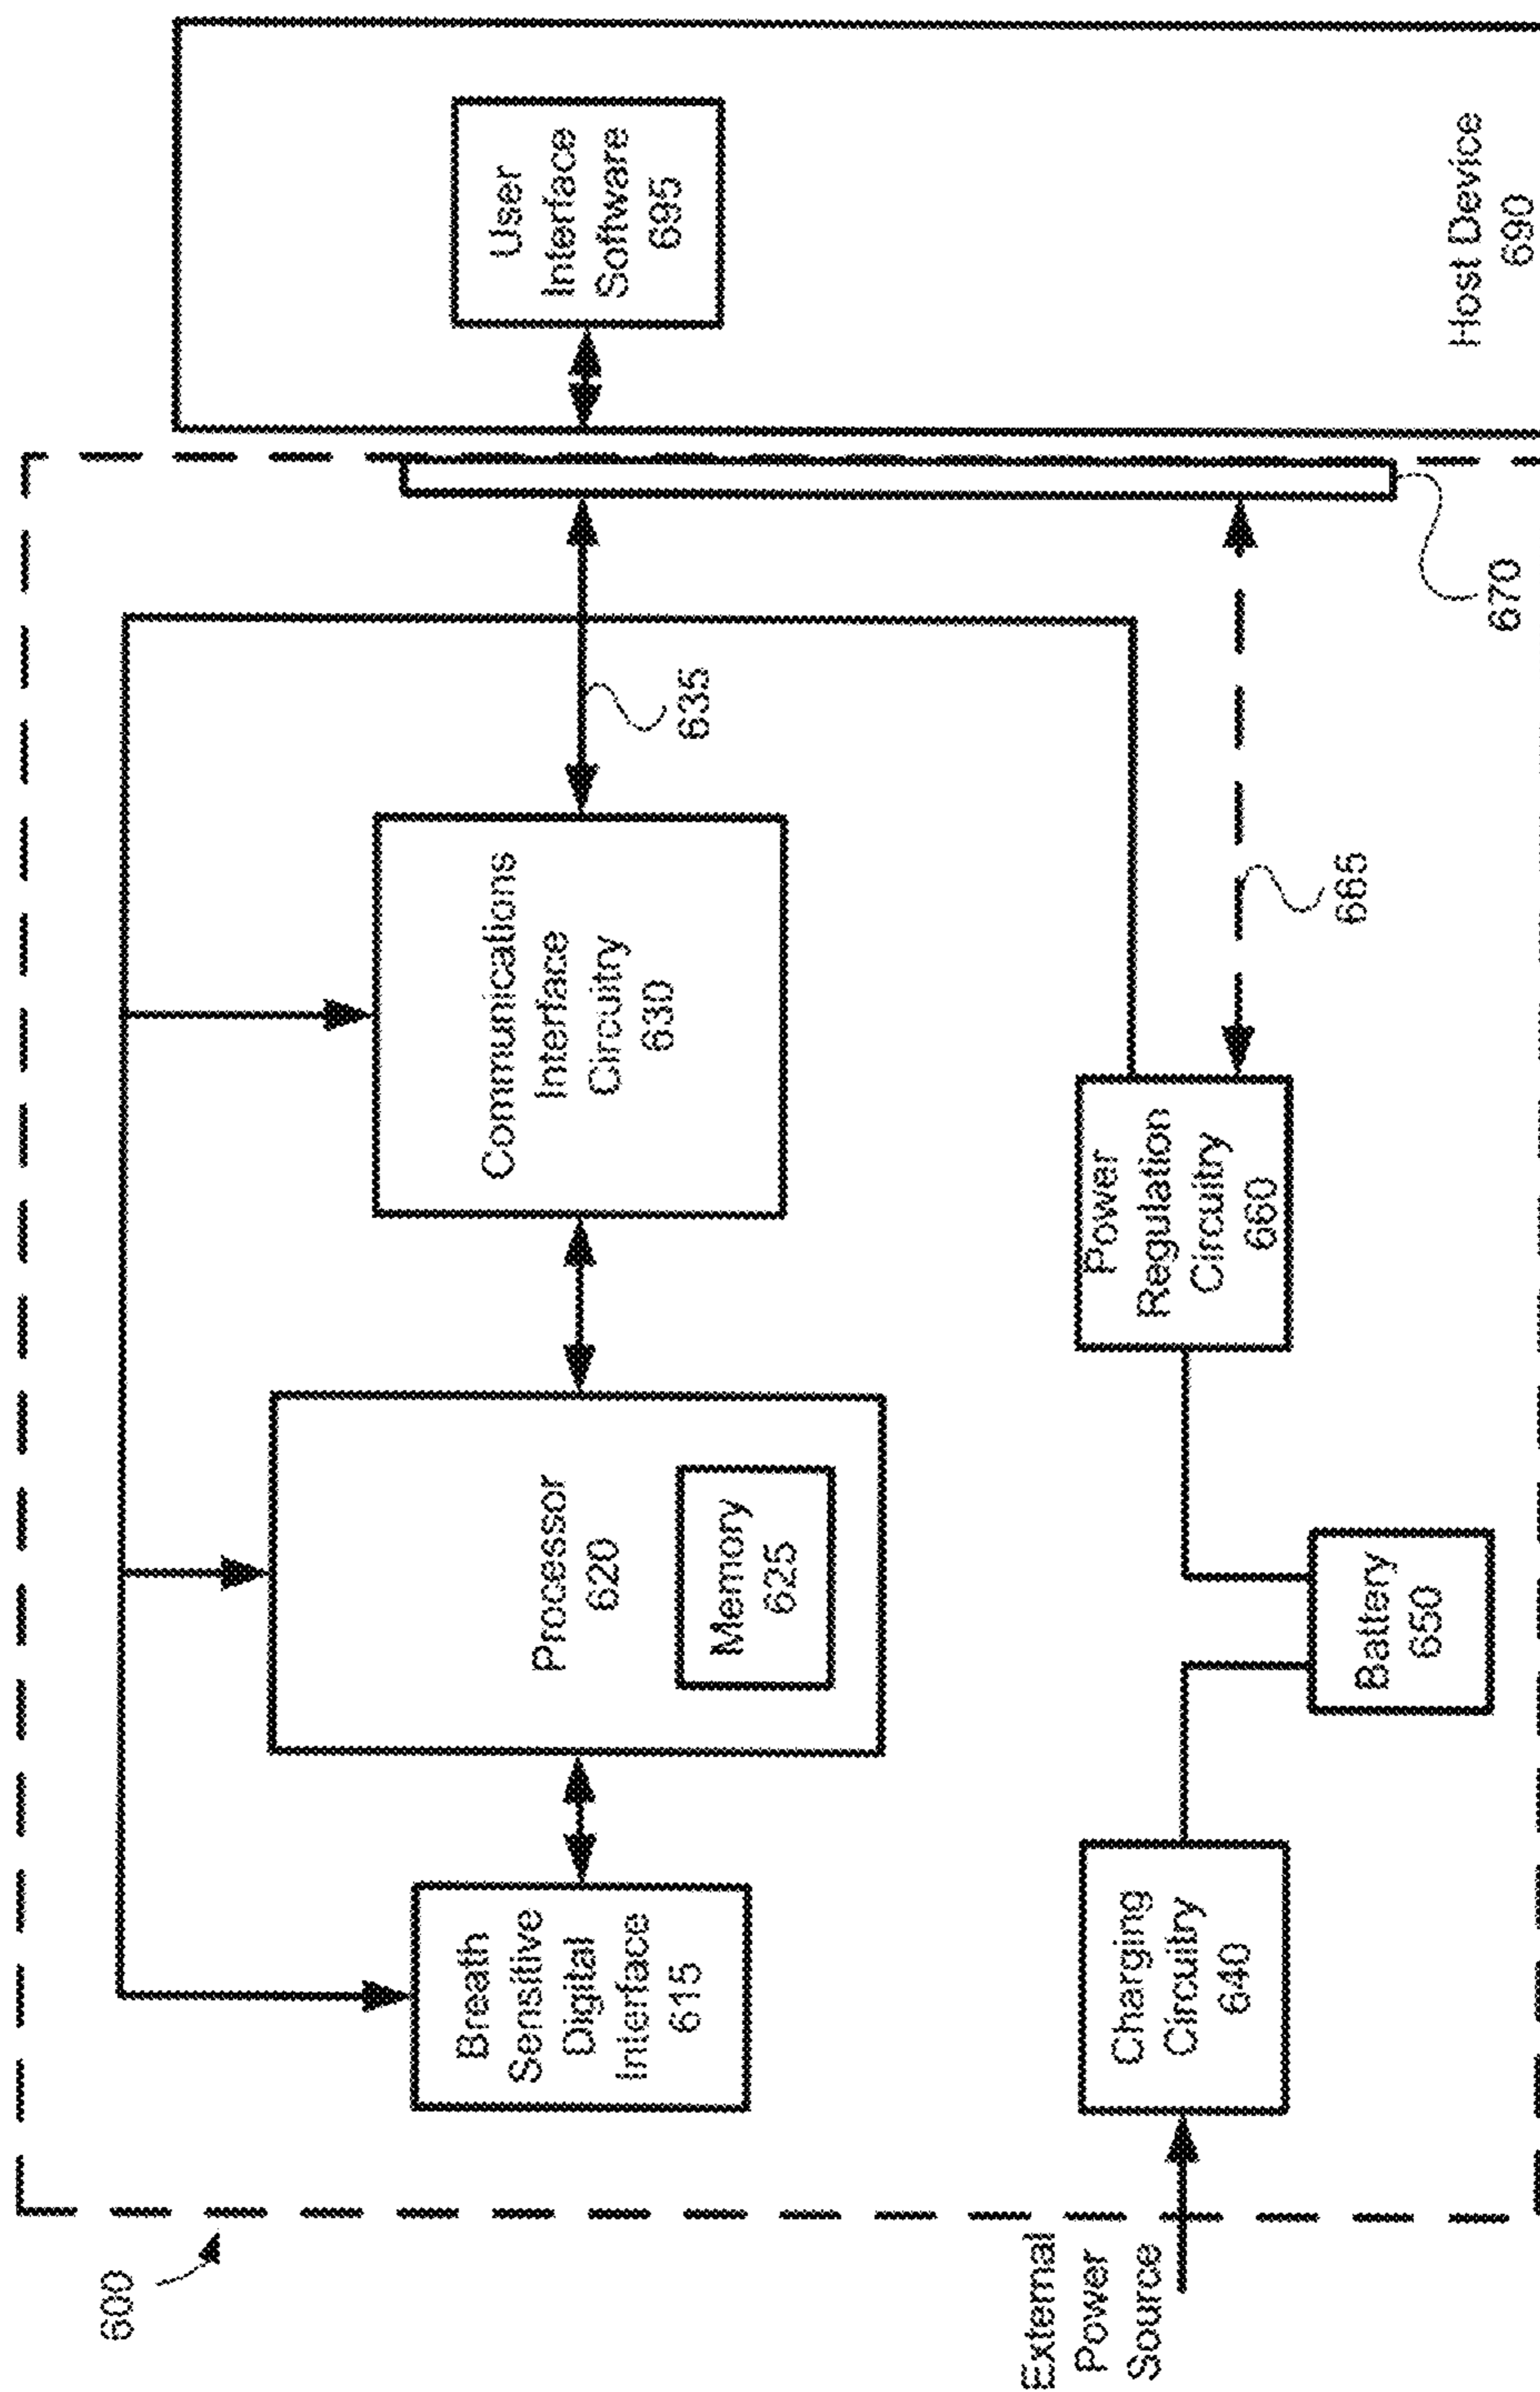 600
Breath
Sensitive
Digital
Interface
615
Processor
620
Memory
625
Communications
Interface
Circuitry
630
635
User
Interface
Software
695
External
Power
Source
Charging
Circuitry
640
Battery
650
Power
Regulation
Circuitry
660
665
670
Host Device
690